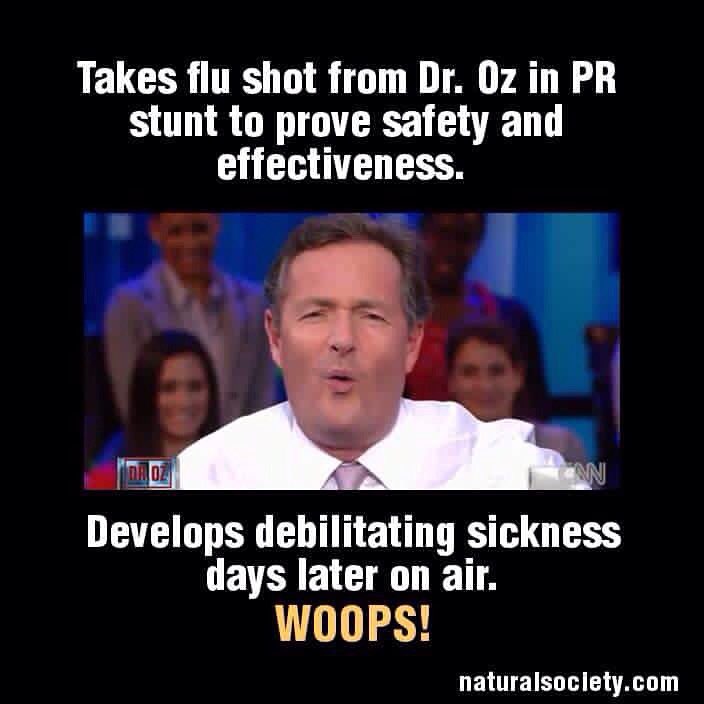 Takes flu shot from Dr. Oz in PR
stunt to prove safety and
effectiveness.
DR OZ
CNN
Develops debilitating sickness
days later on air.
WOOPS!
naturalsociety.com